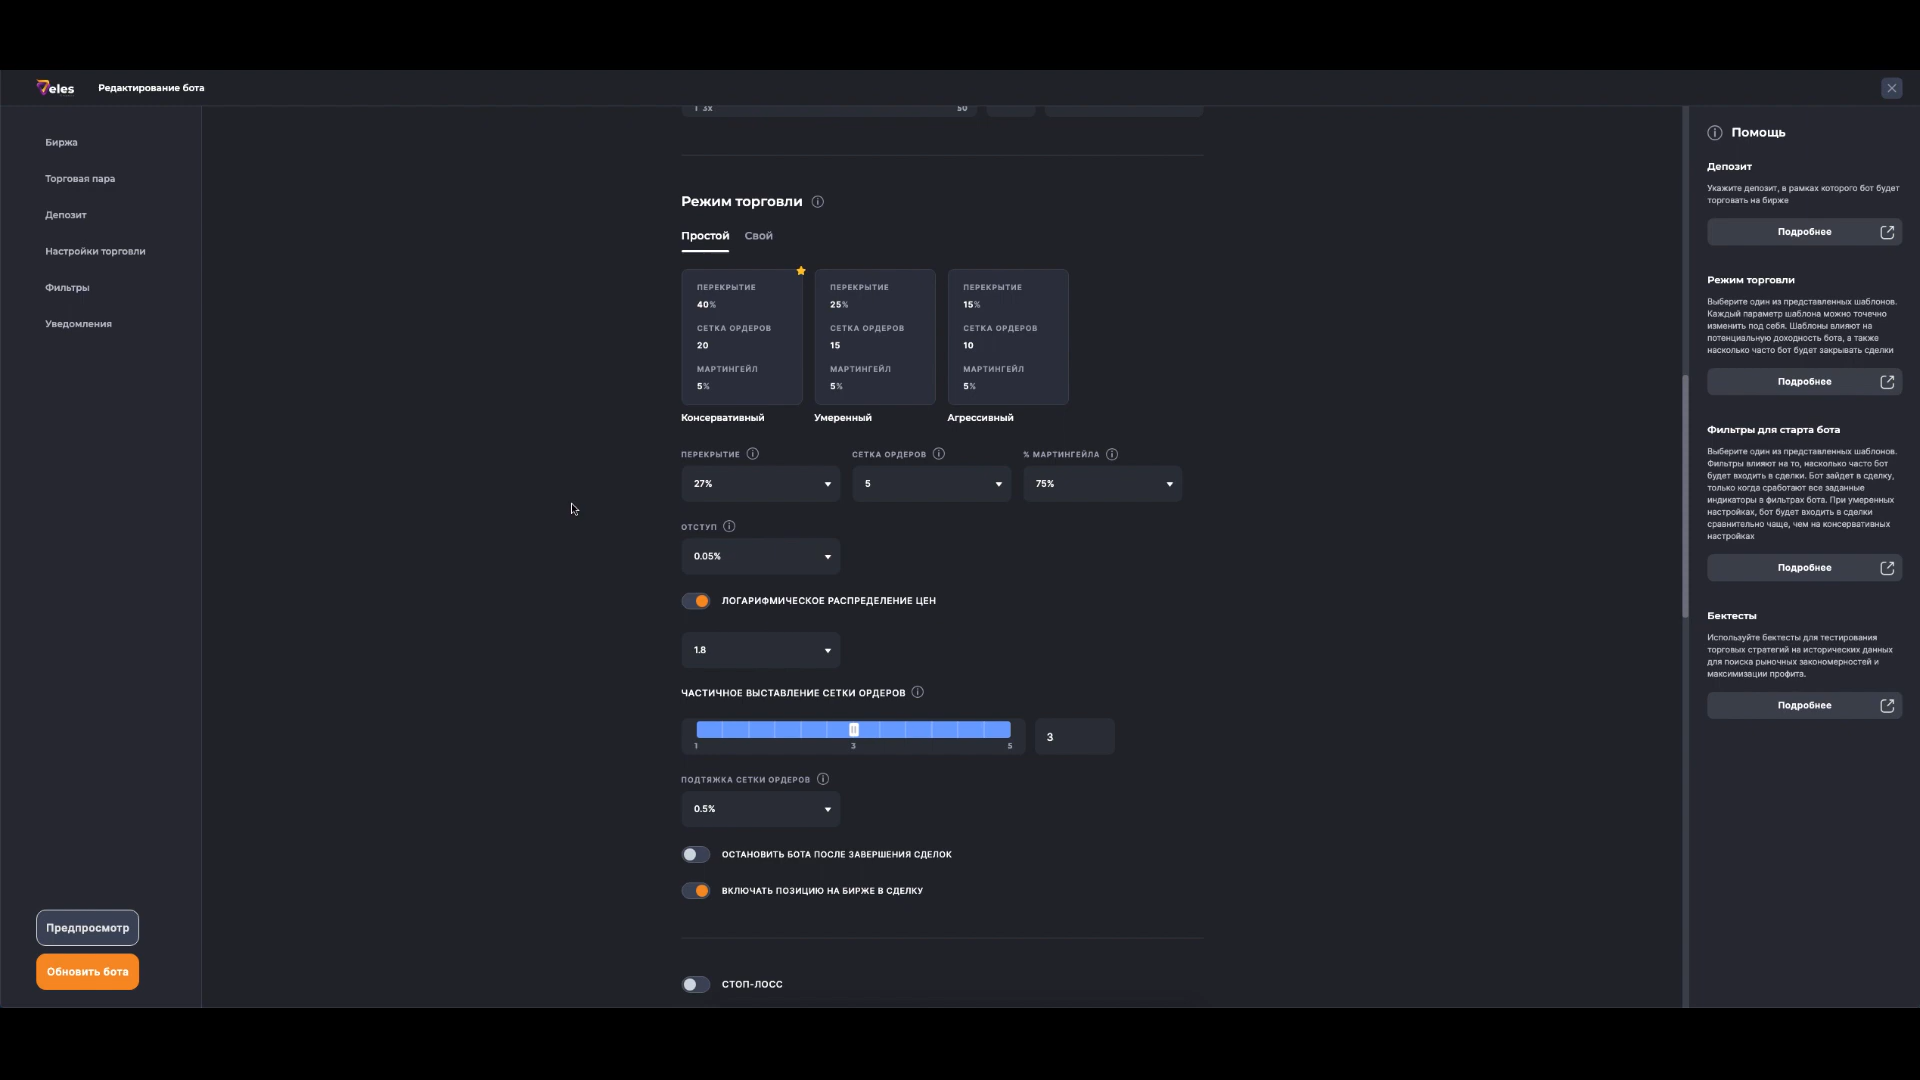 Veles
Редактирование бота
Биржа
Торговая пара
Депозит
Настройки торговли
Фильтры
Уведомления
Предпросмотр
Обновить бота
1 3x
50
Режим торговли
Простой
Свой
ПЕРЕКРЫТИЕ
40%
СЕТКА ОРДЕРОВ
20
МАРТИНГЕЙЛ
5%
Консервативный
ПЕРЕКРЫТИЕ
25%
СЕТКА ОРДЕРОВ
15
МАРТИНГЕЙЛ
5%
Умеренный
ПЕРЕКРЫТИЕ
15%
СЕТКА ОРДЕРОВ
10
МАРТИНГЕЙЛ
5%
Агрессивный
ПЕРЕКРЫТИЕ
27%
СЕТКА ОРДЕРОВ
5
% МАРТИНГЕЙЛА
75%
ОТСТУП
0.05%
ЛОГАРИФМИЧЕСКОЕ РАСПРЕДЕЛЕНИЕ ЦЕН
1.8
ЧАСТИЧНОЕ ВЫСТАВЛЕНИЕ СЕТКИ ОРДЕРОВ
1
3
5
3
ПОДТЯЖКА СЕТКИ ОРДЕРОВ
0.5%
ОСТАНОВИТЬ БОТА ПОСЛЕ ЗАВЕРШЕНИЯ СДЕЛОК
ВКЛЮЧАТЬ ПОЗИЦИЮ НА БИРЖЕ В СДЕЛКУ
СТОП-ЛОСС
Помощь
Депозит
Укажите депозит, в рамках которого бот будет
торговать на бирже
Подробнее
Режим торговли
Выберите один из представленных шаблонов.
Каждый параметр шаблона можно точечно
изменить под себя. Шаблоны влияют на
потенциальную доходность бота, а также
насколько часто бот будет закрывать сделки
Подробнее
Фильтры для старта бота
Выберите один из представленных шаблонов.
Фильтры влияют на то, насколько часто бот
будет входить в сделки. Бот зайдет в сделку,
только когда сработают все заданные
индикаторы в фильтрах бота. При умеренных
настройках, бот будет входить в сделки
сравнительно чаще, чем на консервативных
настройках
Подробнее
Бектесты
Используйте бектесты для тестирования
торговых стратегий на исторических данных
для поиска рыночных закономерностей и
максимизации профита.
Подробнее